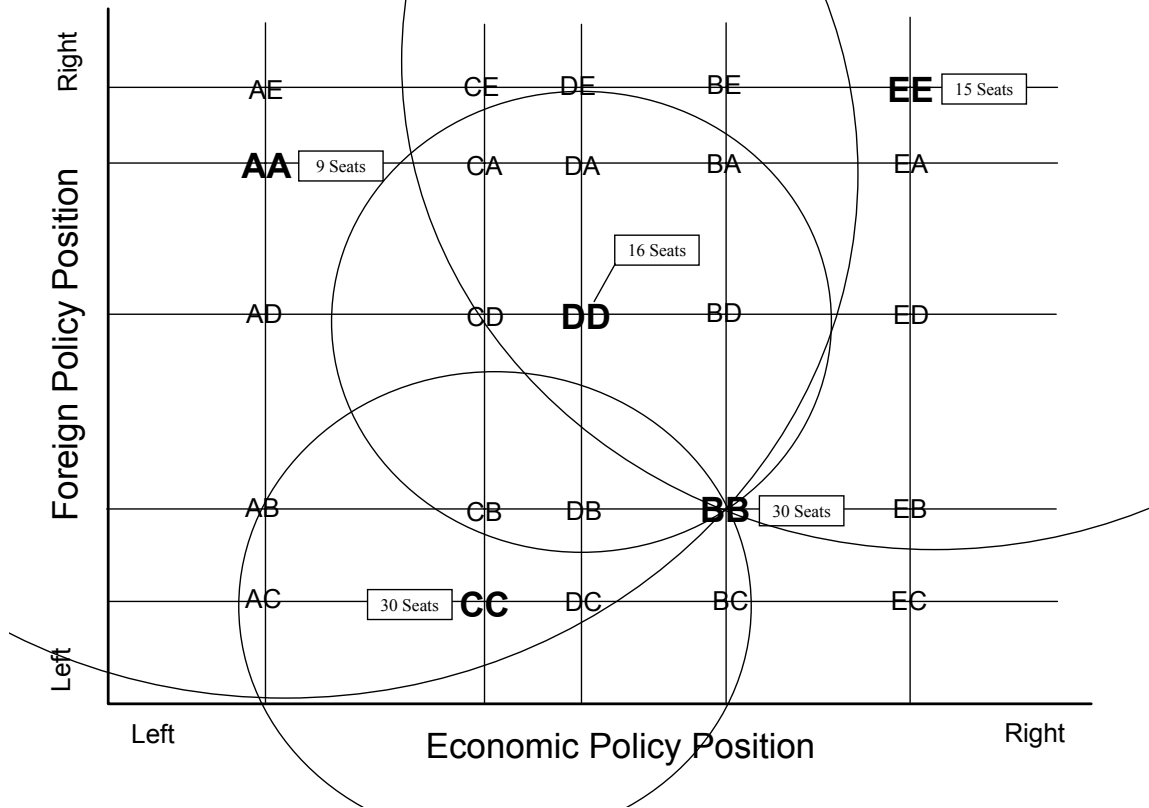 Right
Foreign Policy Position
Left
AE
CE
DE
BE
EE
15 Seats
AA
9 Seats
CA
DA
BA
EA
16 Seats
AD
CD
DD
BD
ED
AB
CB
DB
BB
30 Seats
EB
AC
30 Seats
CC
DC
BC
EC
Left
Economic Policy Position
Right